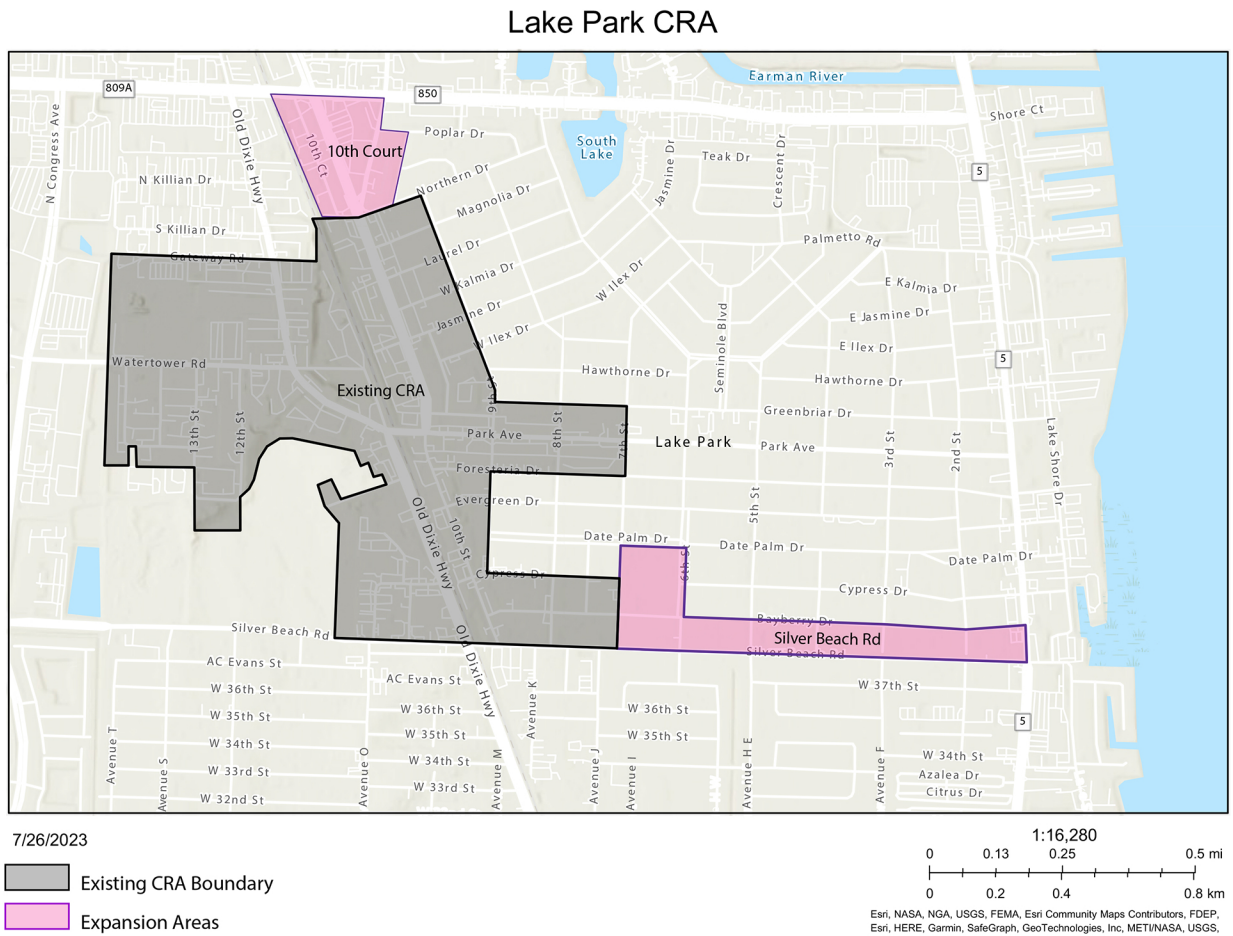 Lake Park CRA
Earman River
809A
850
N Congress Ave
Old Dixie Hwy
10th Ct
10th Court
Poplar Dr
South
Lake
Shore Ct
Jasmine Dr
Teak Dr
Crescent Dr
5
N Killian Dr
Northern Dr
Magnolia Dr
S Killian Dr
Gateway Rd
Laurel Dr
Palmetto Rd
W Kalmia Dr
W Ilex Dr
E Kalmia Dr
Jasmine Dr
E Jasmine Dr
W Ilex Dr
Seminole Blvd
E Ilex Dr
5
Watertower Rd
Hawthorne Dr
Hawthorne Dr
Existing CRA
9th St
Greenbriar Dr
13th St
12th St
Park Ave
8th St
7th St
Lake Park
Park Ave
3rd St
2nd St
Lake Shore Dr
Foresteria Dr
Evergreen Dr
5th St
Old Dixie Hwy
10th St
Date Palm Dr
Date Palm Dr
Date Palm Dr
6th St
Cypress Dr
Cypress Dr
Bayberry Dr
Silver Beach Rd
Old Dixie Hwy
Silver Beach Rd
Silver Beach Rd
AC Evans St
AC Evans St
W 37th St
W 36th St
W 36th St
W 36th St
Avenue K
W 35th St
W 35th St
W 35th St
5
Avenue T
Avenue S
W 34th St
Avenue O
W 34th St
Avenue M
Avenue J
Avenue I
Avenue H E
Avenue F
W 34th St
W 33rd St
W 33rd St
Azalea Dr
W 32nd St
Citrus Dr
7/26/2023
1:16,280
0 0.13 0.25 0.5 mi
0 0.2 0.4 0.8 km
Existing CRA Boundary
Expansion Areas
Esri, NASA, NGA, USGS, FEMA, Esri Community Maps Contributors, FDEP,
Esri, HERE, Garmin, SafeGraph, GeoTechnologies, Inc, METI/NASA, USGS,